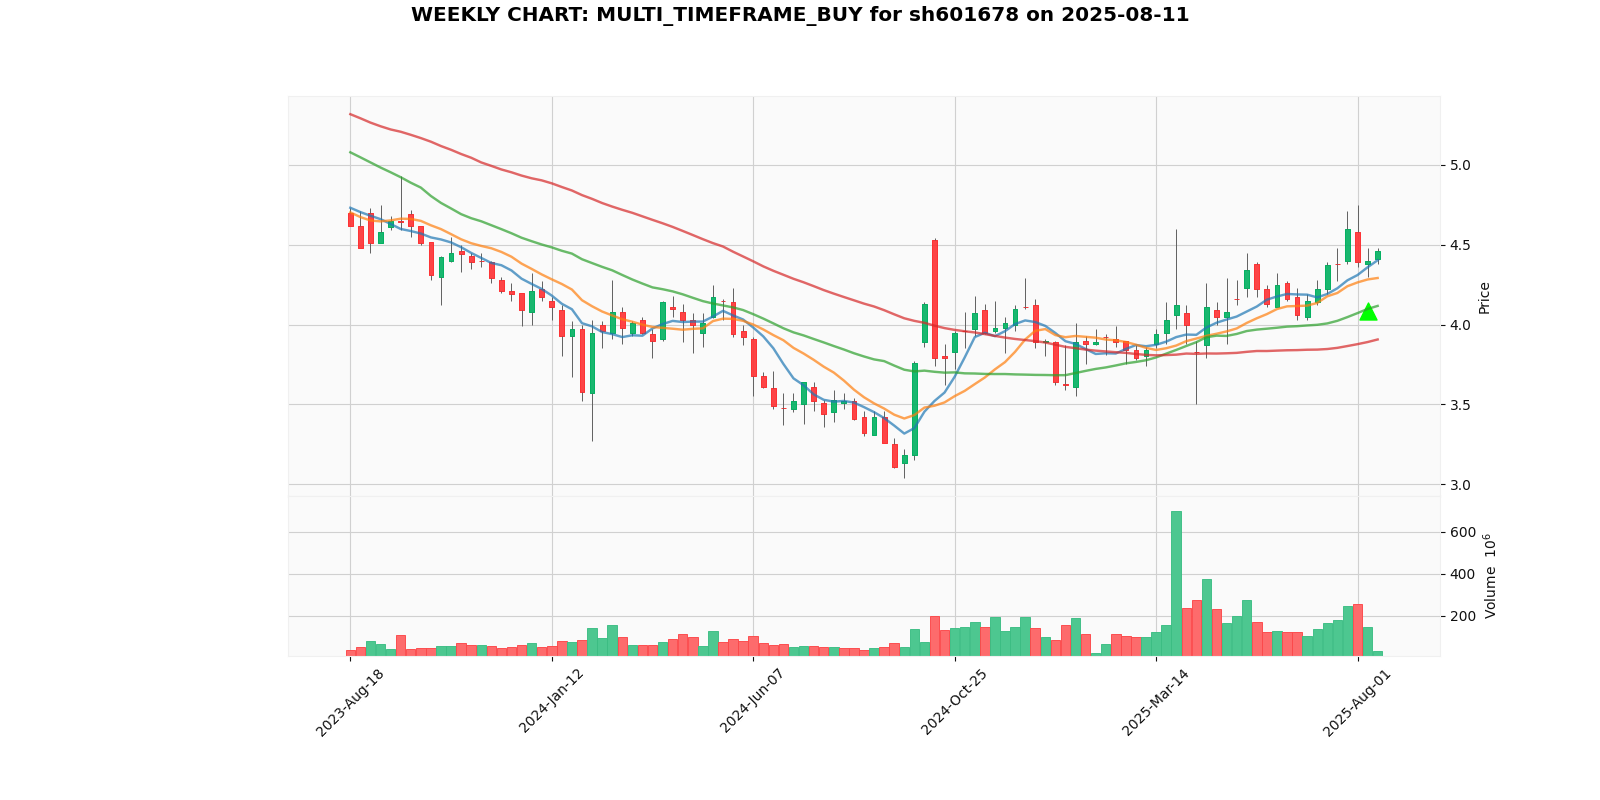 WEEKLY CHART: MULTI_TIMEFRAME_BUY for sh601678 on 2025-08-11
5.0
4.5
4.0
3.5
3.0
Price
600
400
200
Volume 10⁶
2023-Aug-18
2024-Jan-12
2024-Jun-07
2024-Oct-25
2025-Mar-14
2025-Aug-01